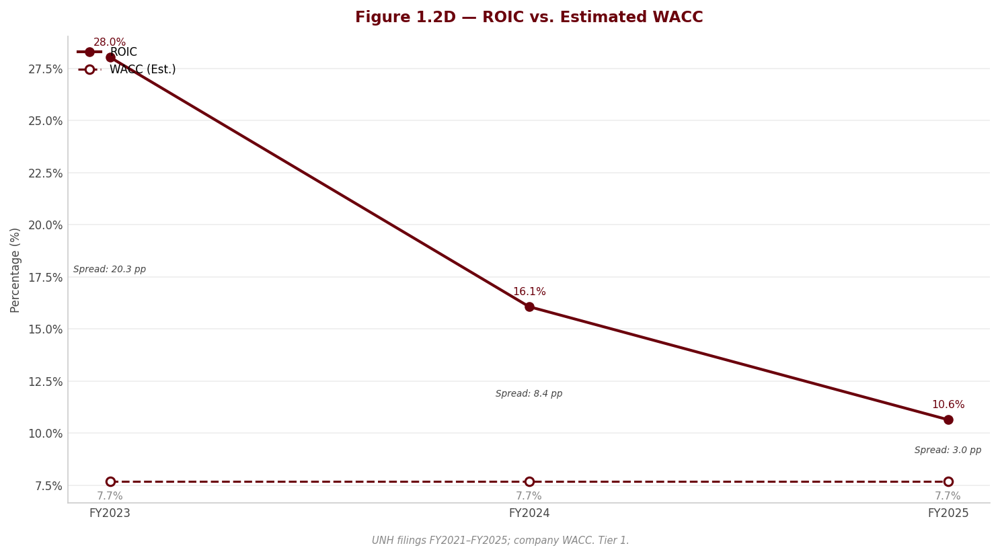 Figure 1.2D — ROIC vs. Estimated WACC
28.0%
ROIC
WACC (Est.)
27.5%
25.0%
22.5%
20.0%
Percentage (%)
Spread: 20.3 pp
17.5%
16.1%
15.0%
12.5%
Spread: 8.4 pp
10.6%
10.0%
Spread: 3.0 pp
7.5%
7.7%
7.7%
7.7%
FY2023
FY2024
FY2025
UNH filings FY2021–FY2025; company WACC. Tier 1.